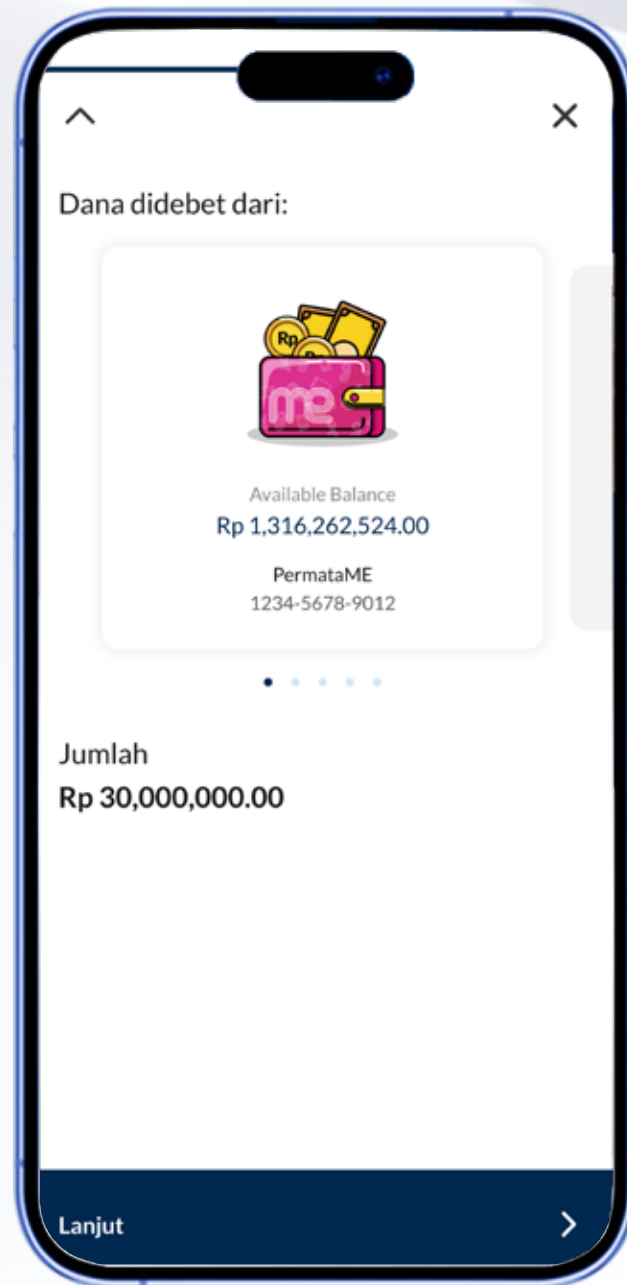 Dana didebet dari:
Rp
Rp
me
Available Balance
Rp 1,316,262,524.00
PermataME
1234-5678-9012
Jumlah
Rp 30,000,000.00
Lanjut